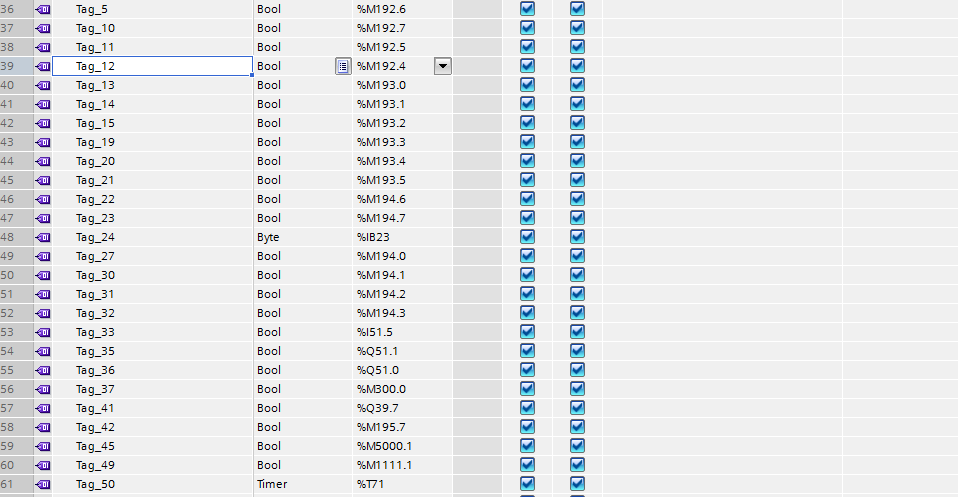 36 Tag_5 Bool %M192.6
37 Tag_10 Bool %M192.7
38 Tag_11 Bool %M192.5
39 Tag_12 Bool %M192.4
40 Tag_13 Bool %M193.0
41 Tag_14 Bool %M193.1
42 Tag_15 Bool %M193.2
43 Tag_19 Bool %M193.3
44 Tag_20 Bool %M193.4
45 Tag_21 Bool %M193.5
46 Tag_22 Bool %M194.6
47 Tag_23 Bool %M194.7
48 Tag_24 Byte %IB23
49 Tag_27 Bool %M194.0
50 Tag_30 Bool %M194.1
51 Tag_31 Bool %M194.2
52 Tag_32 Bool %M194.3
53 Tag_33 Bool %I51.5
54 Tag_35 Bool %Q51.1
55 Tag_36 Bool %Q51.0
56 Tag_37 Bool %M300.0
57 Tag_41 Bool %Q39.7
58 Tag_42 Bool %M195.7
59 Tag_45 Bool %M5000.1
60 Tag_49 Bool %M1111.1
61 Tag_50 Timer %T71